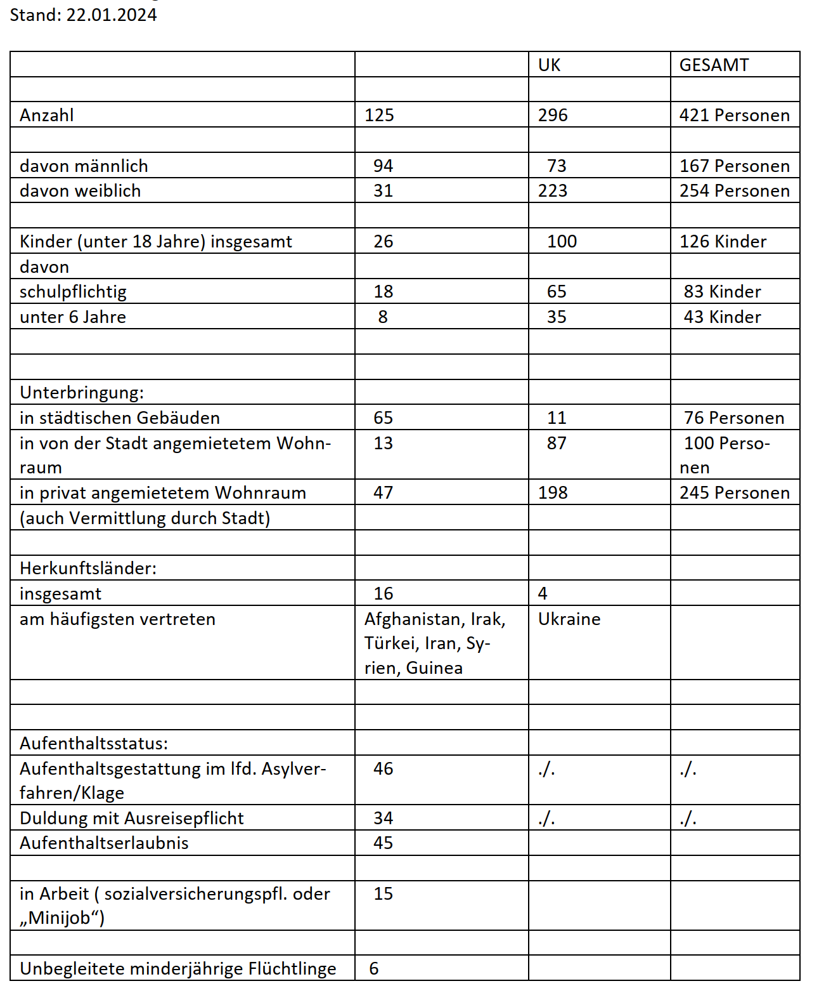 Stand: 22.01.2024
UK GESAMT
Anzahl 125 296 421 Personen
davon männlich 94 73 167 Personen
davon weiblich 31 223 254 Personen
Kinder (unter 18 Jahre) insgesamt 26 100 126 Kinder
davon
schulpflichtig 18 65 83 Kinder
unter 6 Jahre 8 35 43 Kinder
Unterbringung:
in städtischen Gebäuden 65 11 76 Personen
in von der Stadt angemietetem Wohn- 13 87 100 Perso-
raum nen
in privat angemietetem Wohnraum 47 198 245 Personen
(auch Vermittlung durch Stadt)
Herkunftsländer:
insgesamt 16 4
am häufigsten vertreten Afghanistan, Irak, Ukraine
Türkei, Iran, Sy-
rien, Guinea
Aufenthaltsstatus:
Aufenthaltsgestattung im lfd. Asylver- 46 ./. ./.
fahren/Klage
Duldung mit Ausreisepflicht 34 ./. ./.
Aufenthaltserlaubnis 45
in Arbeit ( sozialversicherungspfl. oder 15
„Minijob“)
Unbegleitete minderjährige Flüchtlinge 6